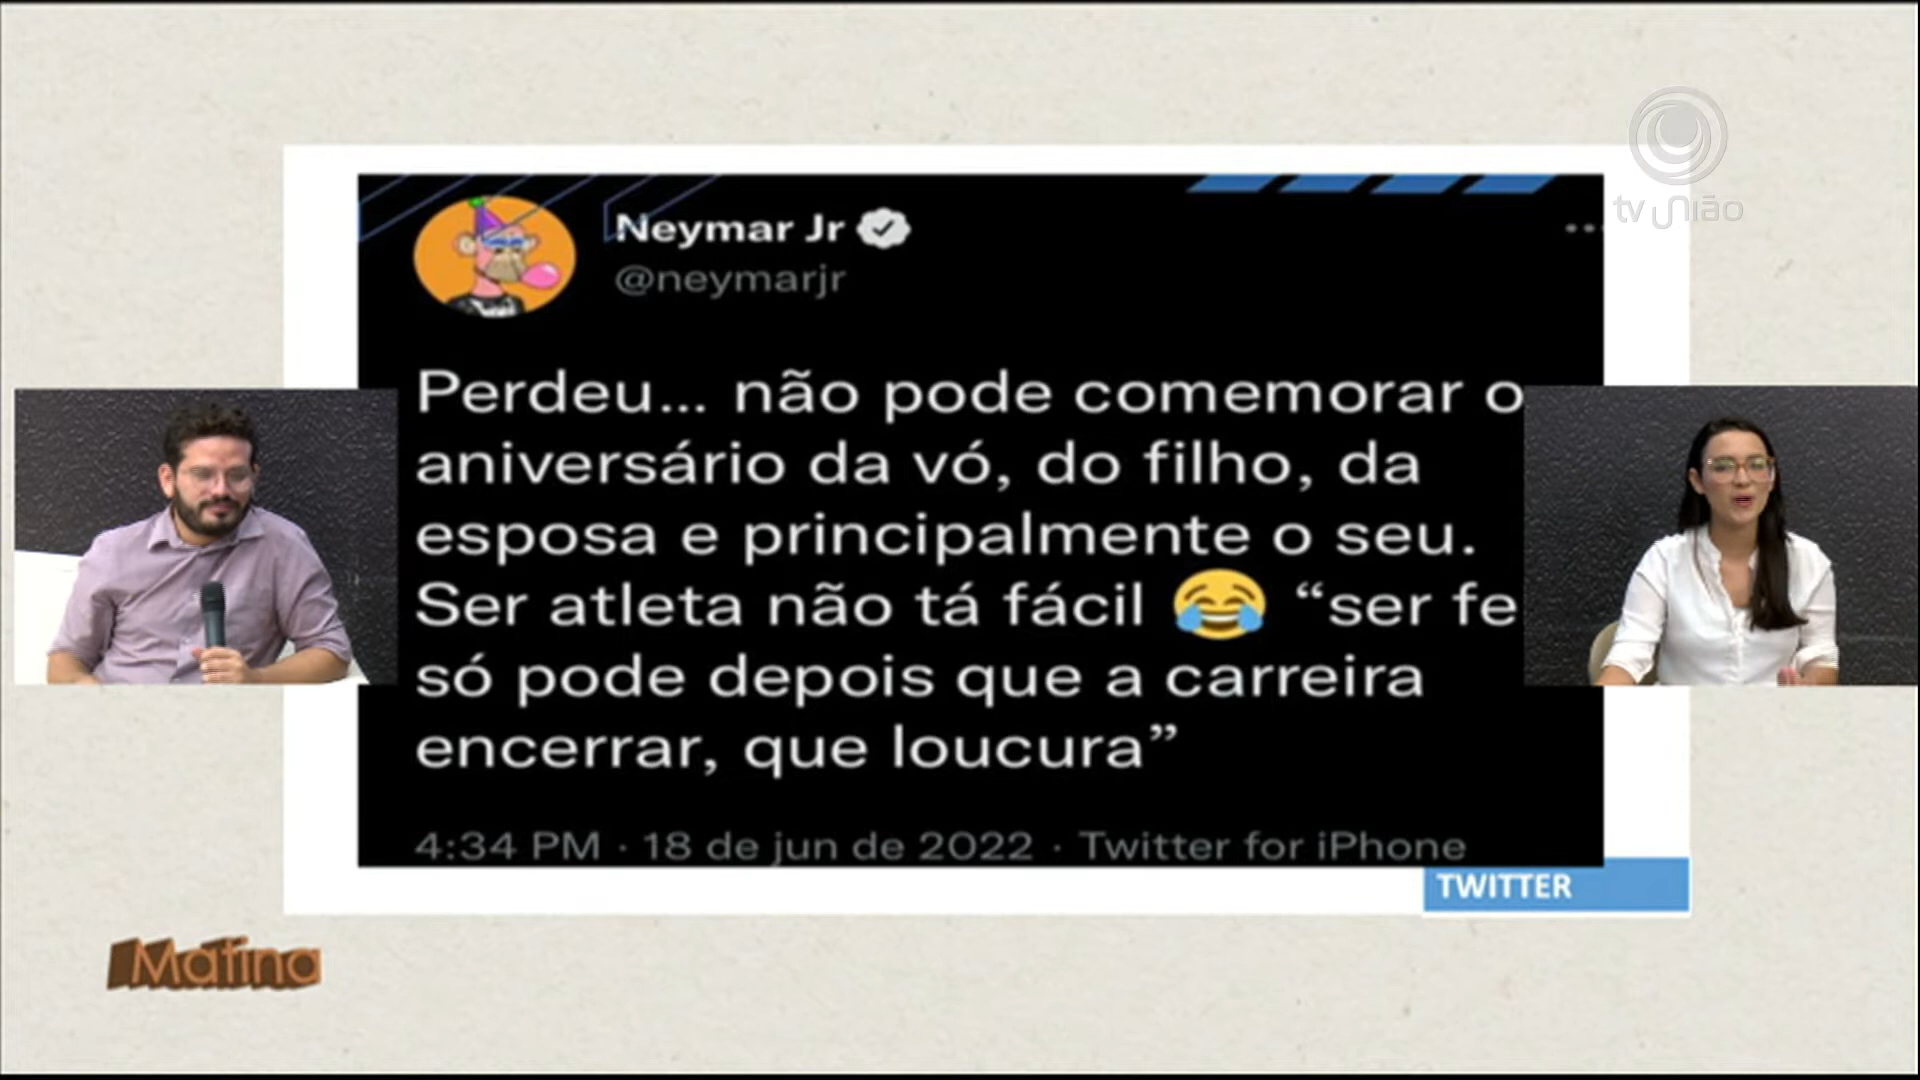 tv União
Neymar Jr
@neymarjr
Perdeu... não pode comemorar o
aniversário da vó, do filho, da
esposa e principalmente o seu.
Ser atleta não tá fácil 😂 “ser fe
só pode depois que a carreira
encerrar, que loucura”
4:34 PM · 18 de jun de 2022 · Twitter for iPhone
TWITTER
Matina